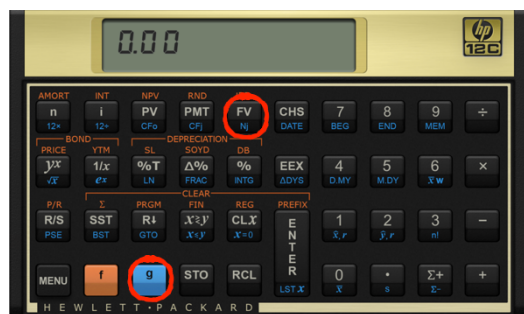 0.00
hp
12C
AMORT INT NPV RND
n i PV PMT FV CHS 7 8 9 ÷
12× 12÷ CFo CFj Nj DATE BEG END MEM
BOND DEPRECIATION
PRICE YTM SL SOYD DB
yx 1/x %T Δ% % EEX 4 5 6 ×
√x ex LN FRAC INTG ΔDYS D.MY M.DY x̄ w
CLEAR
P/R Σ PRGM FIN REG PREFIX
R/S SST R↓ x≷y CLx ENTER 1 2 3 −
PSE BST GTO x≤y x=0 x̂,r ŷ,r n!
MENU f g STO RCL 0 · Σ+ +
LST x x̄ s Σ−
HEWLETT·PACKARD